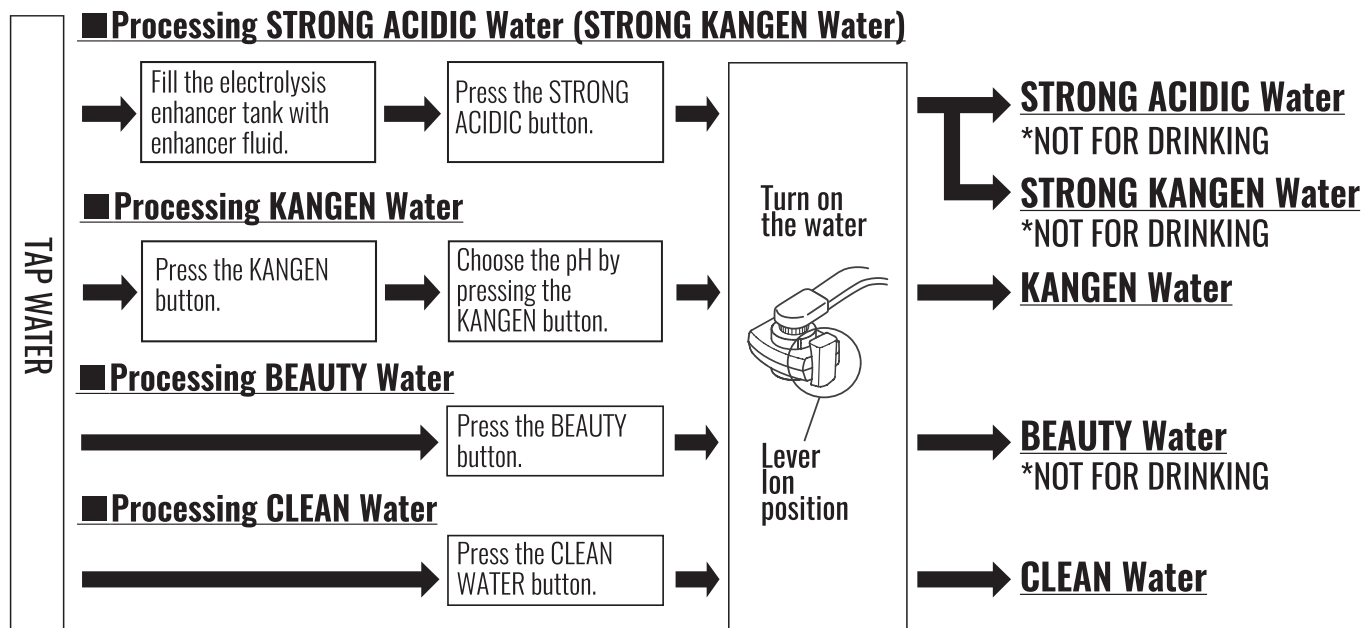 TAP WATER
■Processing STRONG ACIDIC Water (STRONG KANGEN Water)
Fill the electrolysis
enhancer tank with
enhancer fluid.
Press the STRONG
ACIDIC button.
■Processing KANGEN Water
Press the KANGEN
button.
Choose the pH by
pressing the
KANGEN button.
■Processing BEAUTY Water
Press the BEAUTY
button.
■Processing CLEAN Water
Press the CLEAN
WATER button.
Turn on
the water
Lever
Ion
position
STRONG ACIDIC Water
*NOT FOR DRINKING
STRONG KANGEN Water
*NOT FOR DRINKING
KANGEN Water
BEAUTY Water
*NOT FOR DRINKING
CLEAN Water